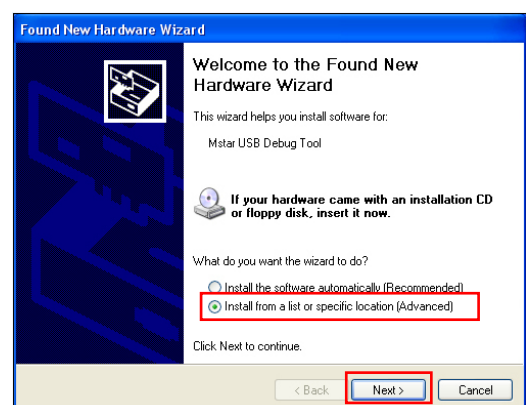 Found New Hardware Wizard
Welcome to the Found New
Hardware Wizard
This wizard helps you install software for:
Mstar USB Debug Tool
If your hardware came with an installation CD
or floppy disk, insert it now.
What do you want the wizard to do?
Install the software automatically (Recommended)
Install from a list or specific location (Advanced)
Click Next to continue.
< Back Next > Cancel